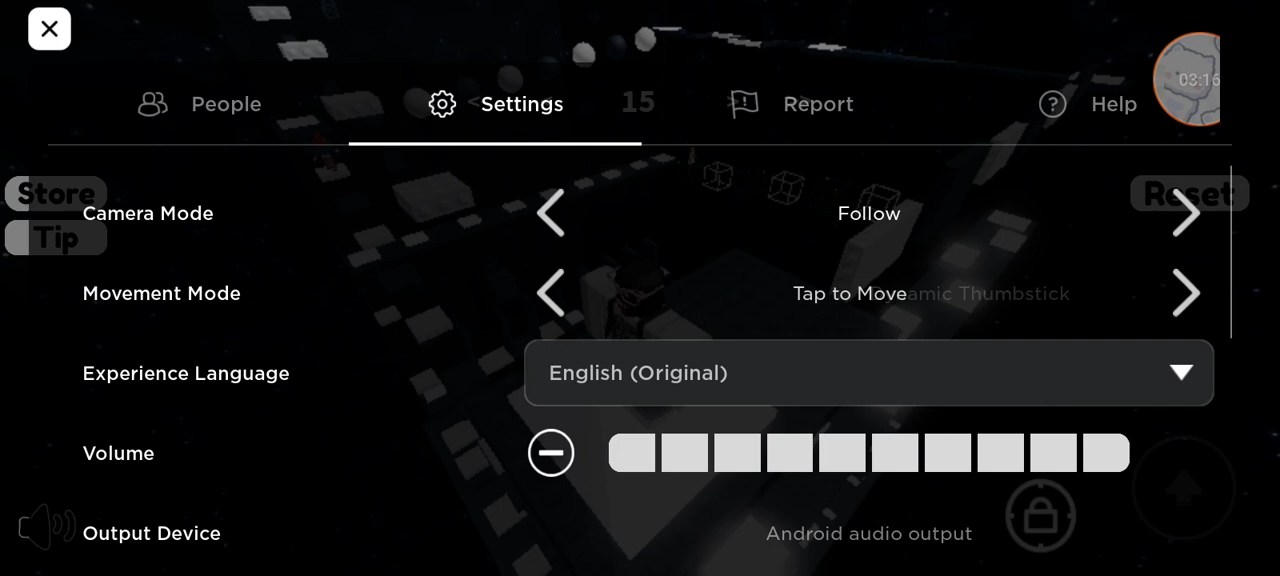 People
Settings
15
Report
Help
03:16
Store
Reset
Camera Mode
Follow
Tip
Movement Mode
Tap to Move
amic Thumbstick
Experience Language
English (Original)
Volume
Output Device
Android audio output